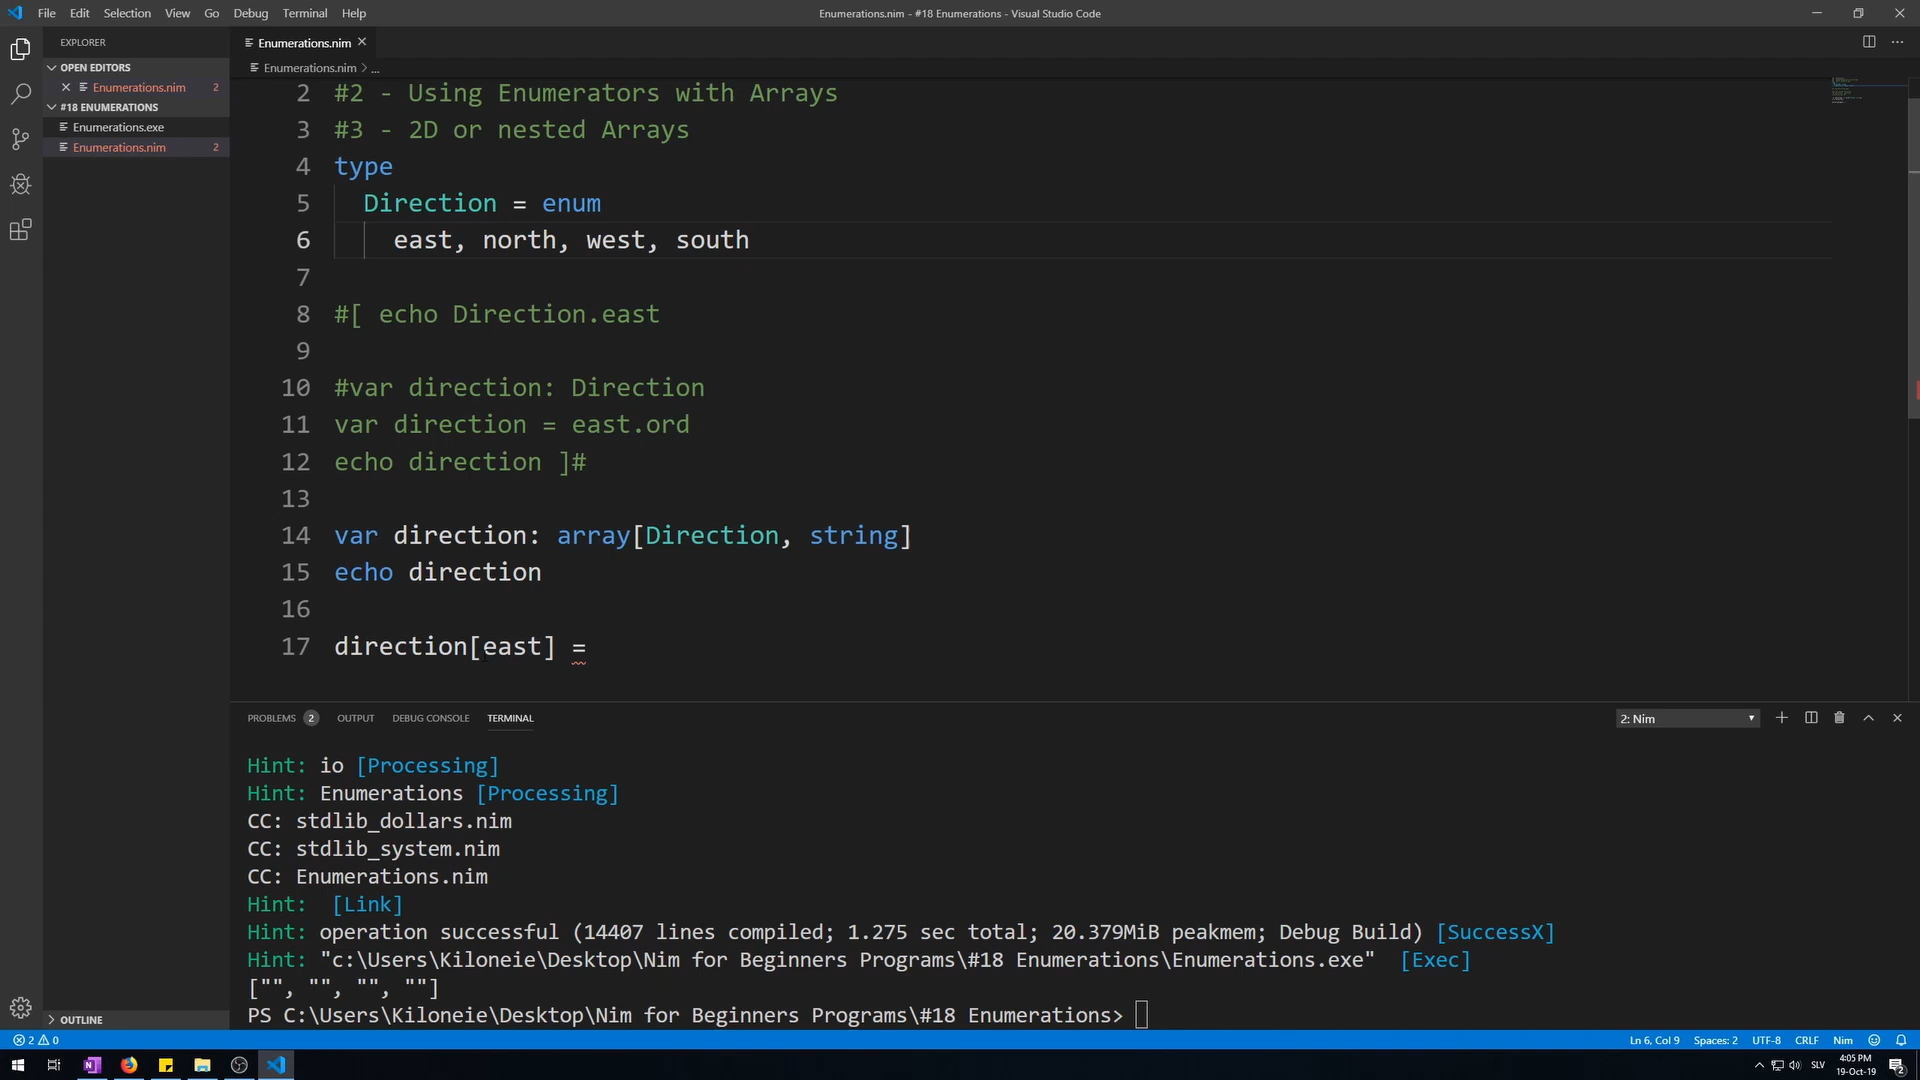 File Edit Selection View Go Debug Terminal Help
Enumerations.nim - #18 Enumerations - Visual Studio Code
EXPLORER
OPEN EDITORS
Enumerations.nim 2
#18 ENUMERATIONS
Enumerations.exe
Enumerations.nim 2
OUTLINE
Enumerations.nim
Enumerations.nim > ...
2 #2 - Using Enumerators with Arrays
3 #3 - 2D or nested Arrays
4 type
5 Direction = enum
6 east, north, west, south
7
8 #[ echo Direction.east
9
10 #var direction: Direction
11 var direction = east.ord
12 echo direction ]#
13
14 var direction: array[Direction, string]
15 echo direction
16
17 direction[east] =
PROBLEMS 2 OUTPUT DEBUG CONSOLE TERMINAL
2: Nim
Hint: io [Processing]
Hint: Enumerations [Processing]
CC: stdlib_dollars.nim
CC: stdlib_system.nim
CC: Enumerations.nim
Hint:  [Link]
Hint: operation successful (14407 lines compiled; 1.275 sec total; 20.379MiB peakmem; Debug Build) [SuccessX]
Hint: "c:\Users\Kiloneie\Desktop\Nim for Beginners Programs\#18 Enumerations\Enumerations.exe"  [Exec]
["", "", "", ""]
PS C:\Users\Kiloneie\Desktop\Nim for Beginners Programs\#18 Enumerations>
2 0
Ln 6, Col 9 Spaces: 2 UTF-8 CRLF Nim
SLV
4:05 PM
19-Oct-19
2